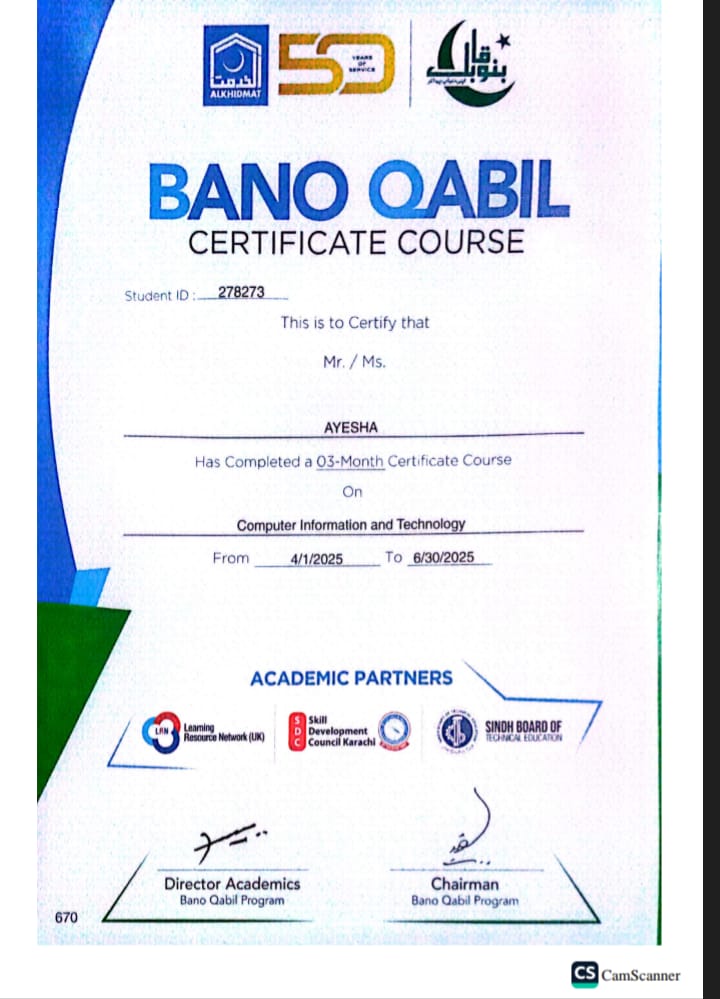 الخدمت
ALKHIDMAT
50
YEARS
OF
SERVICE
بنو قابل
BANO QABIL
CERTIFICATE COURSE
Student ID : 278273
This is to Certify that
Mr. / Ms.
AYESHA
Has Completed a 03-Month Certificate Course
On
Computer Information and Technology
From 4/1/2025 To 6/30/2025
ACADEMIC PARTNERS
LRN
Learning
Resource Network (UK)
S Skill
D Development
C Council Karachi
SINDH BOARD OF
TECHNICAL EDUCATION
Director Academics
Bano Qabil Program
Chairman
Bano Qabil Program
670
CS CamScanner